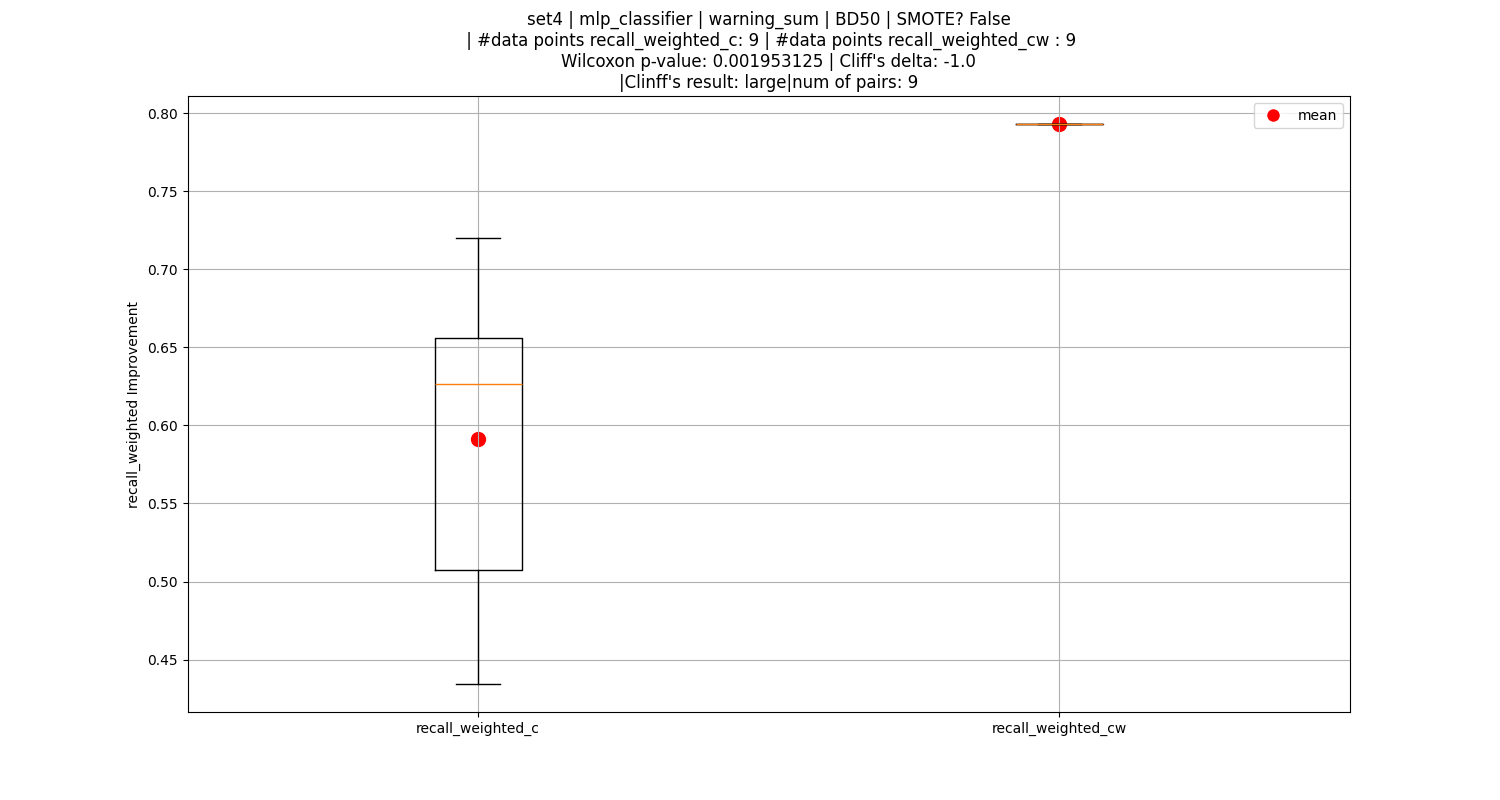 set4 | mlp_classifier | warning_sum | BD50 | SMOTE? False
| #data points recall_weighted_c: 9 | #data points recall_weighted_cw : 9
Wilcoxon p-value: 0.001953125 | Cliff's delta: -1.0
|Clinff's result: large|num of pairs: 9
mean
0.80
0.75
0.70
0.65
0.60
0.55
0.50
0.45
recall_weighted Improvement
recall_weighted_c
recall_weighted_cw